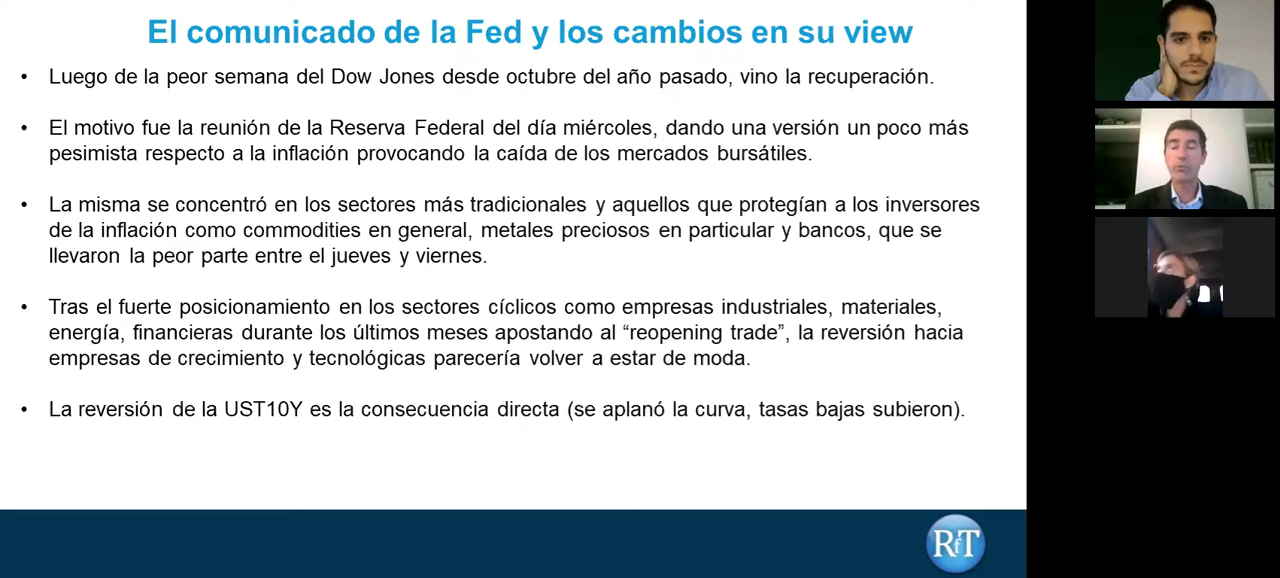 El comunicado de la Fed y los cambios en su view
• Luego de la peor semana del Dow Jones desde octubre del año pasado, vino la recuperación.
• El motivo fue la reunión de la Reserva Federal del día miércoles, dando una versión un poco más
pesimista respecto a la inflación provocando la caída de los mercados bursátiles.
• La misma se concentró en los sectores más tradicionales y aquellos que protegían a los inversores
de la inflación como commodities en general, metales preciosos en particular y bancos, que se
llevaron la peor parte entre el jueves y viernes.
• Tras el fuerte posicionamiento en los sectores cíclicos como empresas industriales, materiales,
energía, financieras durante los últimos meses apostando al “reopening trade”, la reversión hacia
empresas de crecimiento y tecnológicas parecería volver a estar de moda.
• La reversión de la UST10Y es la consecuencia directa (se aplanó la curva, tasas bajas subieron).
RfT